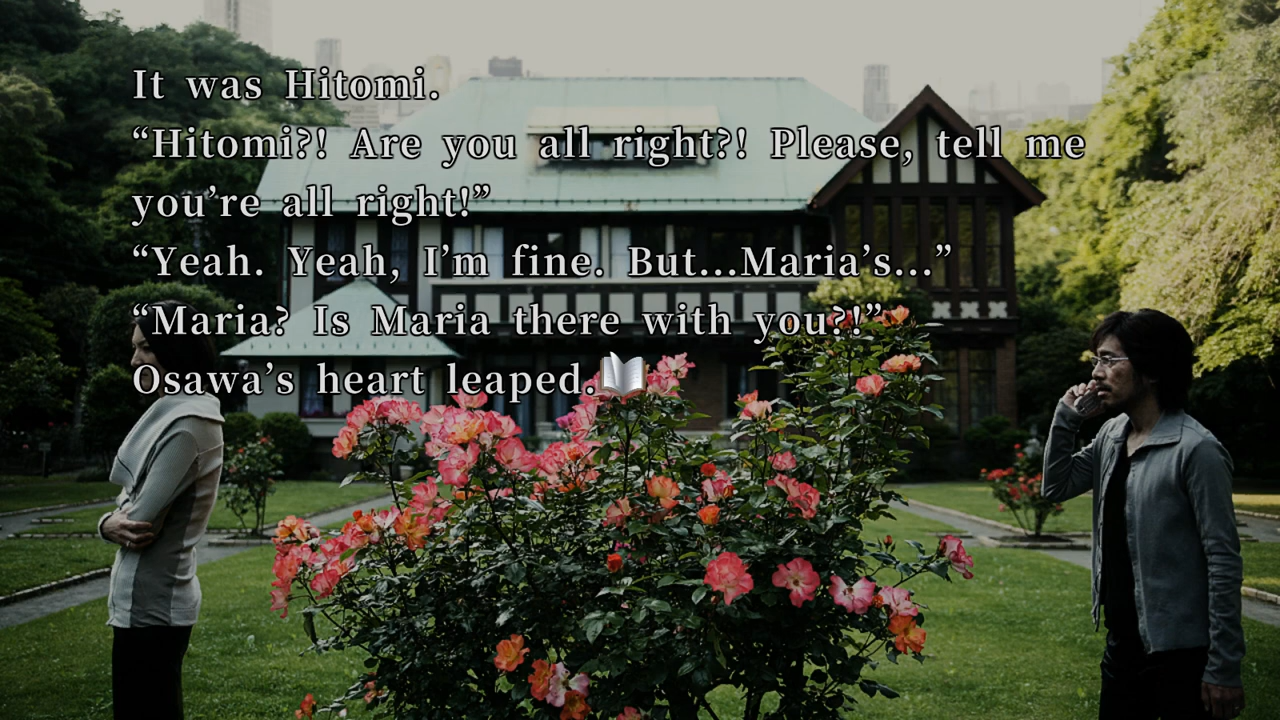 It was Hitomi.
“Hitomi?! Are you all right?! Please, tell me
you’re all right!”
“Yeah. Yeah, I’m fine. But...Maria’s...”
“Maria? Is Maria there with you?!”
Osawa’s heart leaped.